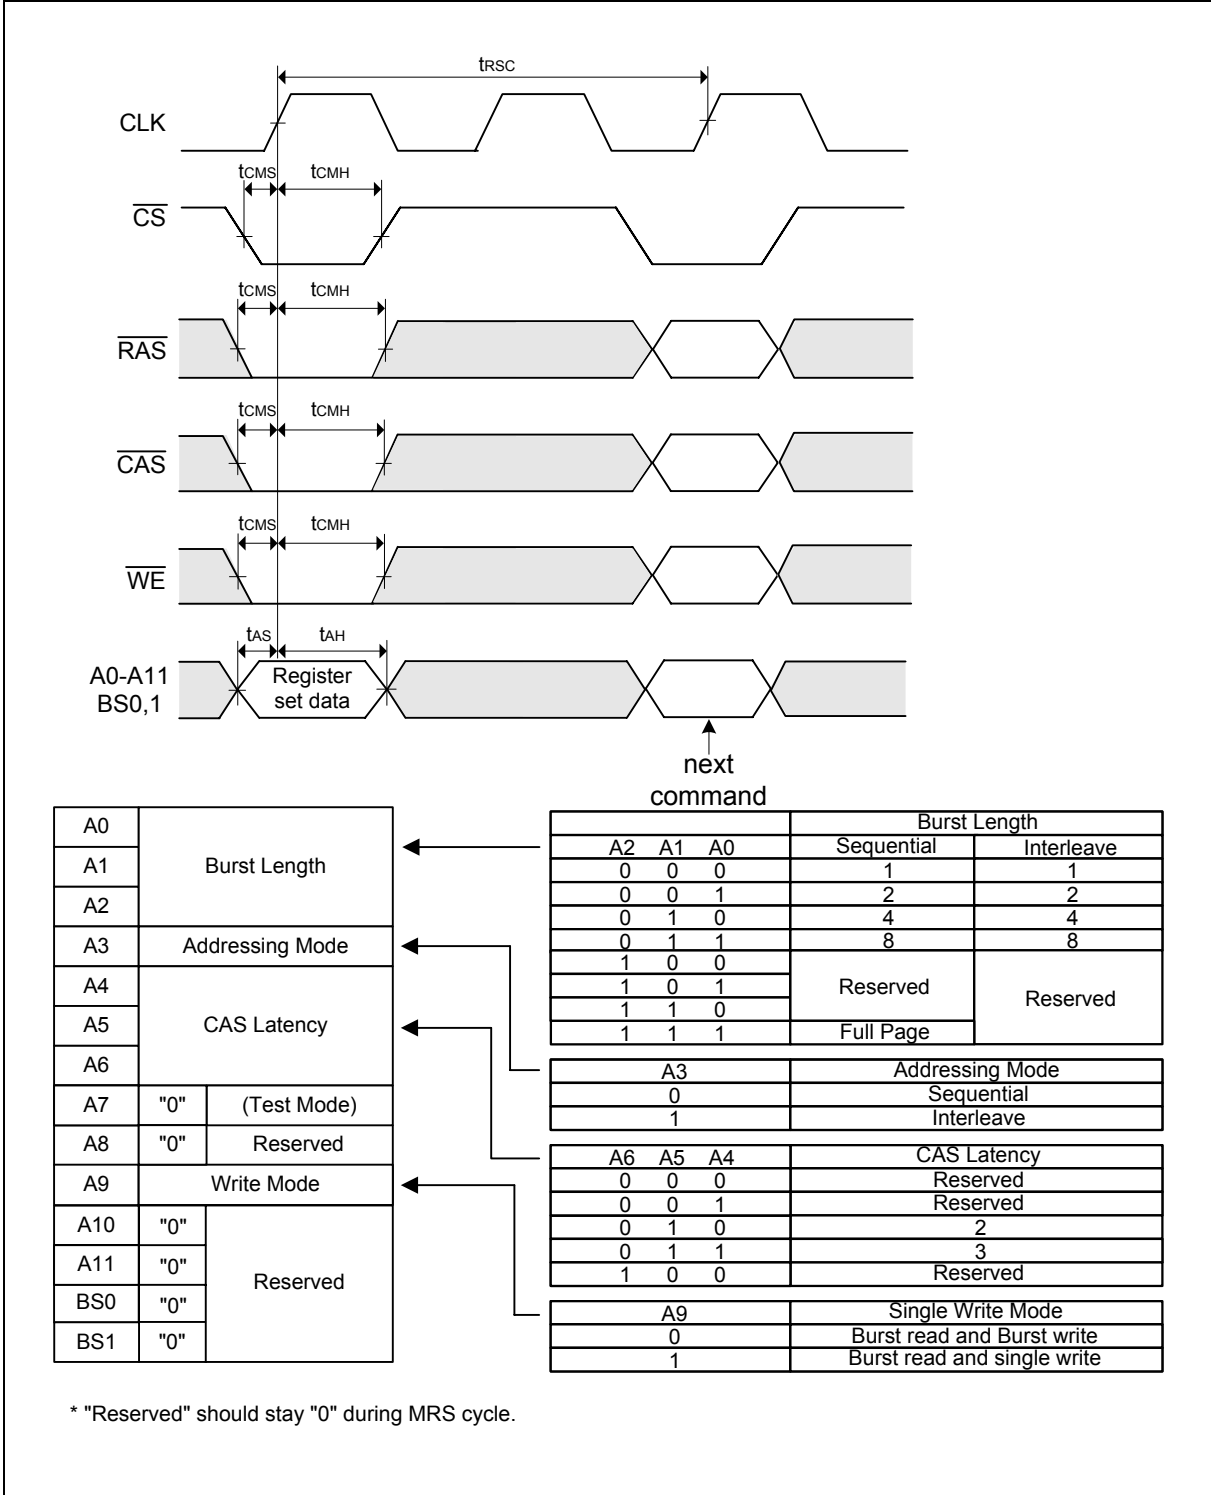 tRSC
CLK
tCMS tCMH
CS
tCMS tCMH
RAS
tCMS tCMH
CAS
tCMS tCMH
WE
tAS tAH
A0-A11
BS0,1
Register
set data
next
command
A0
A1 Burst Length
A2
A3 Addressing Mode
A4
A5 CAS Latency
A6
A7 "0" (Test Mode)
A8 "0" Reserved
A9 Write Mode
A10 "0"
A11 "0"
Reserved
BS0 "0"
BS1 "0"
Burst Length
A2 A1 A0 Sequential Interleave
0 0 0 1 1
0 0 1 2 2
0 1 0 4 4
0 1 1 8 8
1 0 0
1 0 1 Reserved Reserved
1 1 0
1 1 1 Full Page
A3 Addressing Mode
0 Sequential
1 Interleave
A6 A5 A4 CAS Latency
0 0 0 Reserved
0 0 1 Reserved
0 1 0 2
0 1 1 3
1 0 0 Reserved
A9 Single Write Mode
0 Burst read and Burst write
1 Burst read and single write
* "Reserved" should stay "0" during MRS cycle.